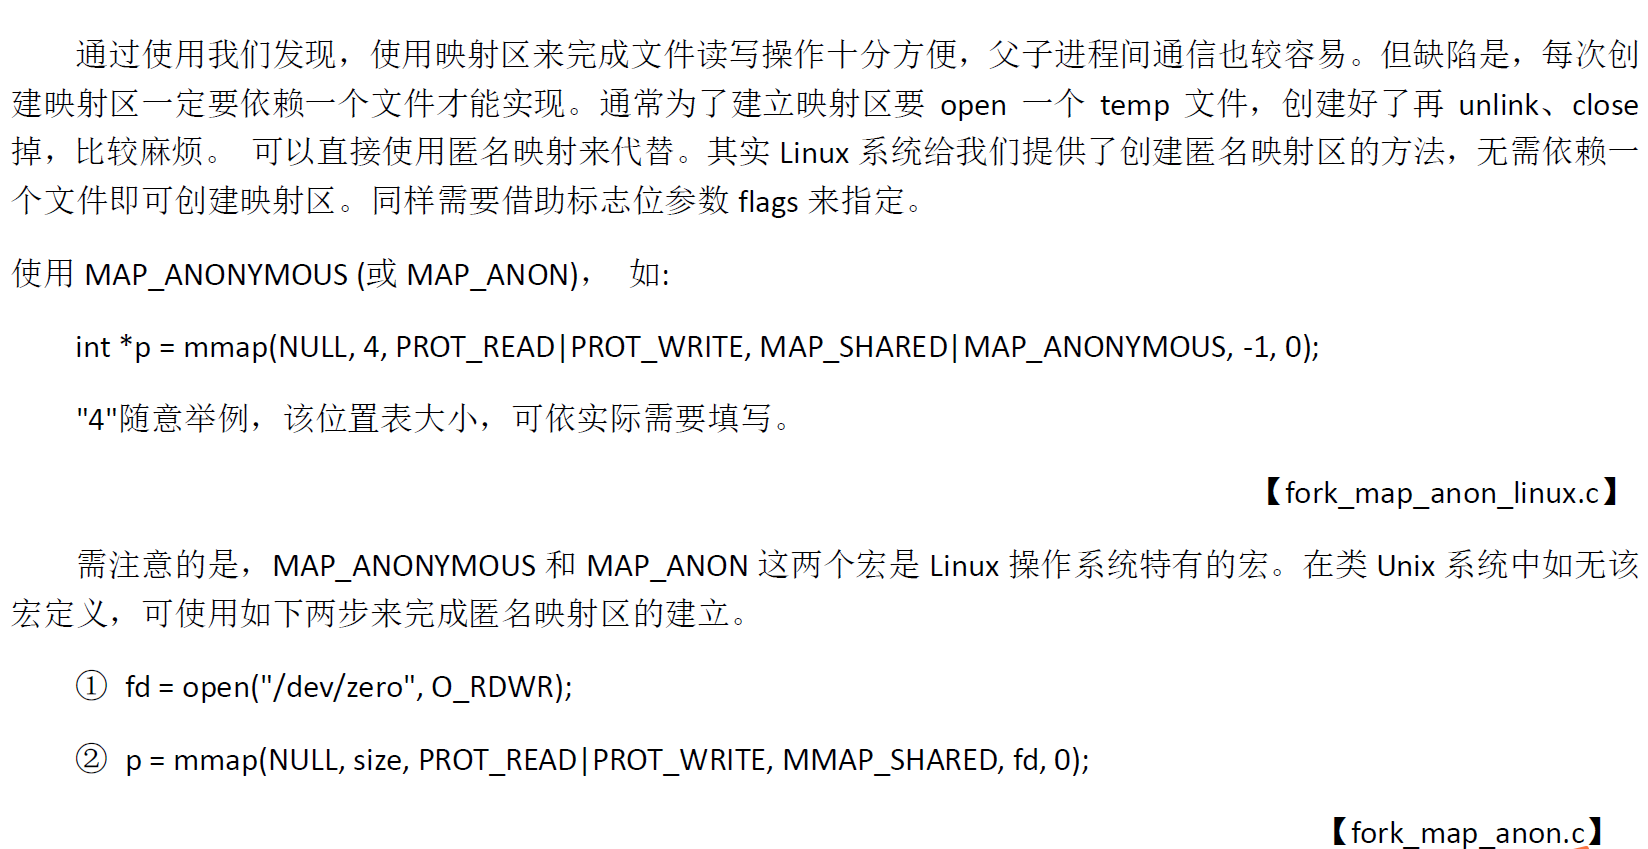 通过使用我们发现，使用映射区来完成文件读写操作十分方便，父子进程间通信也较容易。但缺陷是，每次创
建映射区一定要依赖一个文件才能实现。通常为了建立映射区要 open 一个 temp 文件，创建好了再 unlink、close
掉，比较麻烦。 可以直接使用匿名映射来代替。其实 Linux 系统给我们提供了创建匿名映射区的方法，无需依赖一
个文件即可创建映射区。同样需要借助标志位参数 flags 来指定。
使用 MAP_ANONYMOUS (或 MAP_ANON)， 如:
int *p = mmap(NULL, 4, PROT_READ|PROT_WRITE, MAP_SHARED|MAP_ANONYMOUS, -1, 0);
"4"随意举例，该位置表大小，可依实际需要填写。
【fork_map_anon_linux.c】
需注意的是，MAP_ANONYMOUS 和 MAP_ANON 这两个宏是 Linux 操作系统特有的宏。在类 Unix 系统中如无该
宏定义，可使用如下两步来完成匿名映射区的建立。
① fd = open("/dev/zero", O_RDWR);
② p = mmap(NULL, size, PROT_READ|PROT_WRITE, MMAP_SHARED, fd, 0);
【fork_map_anon.c】